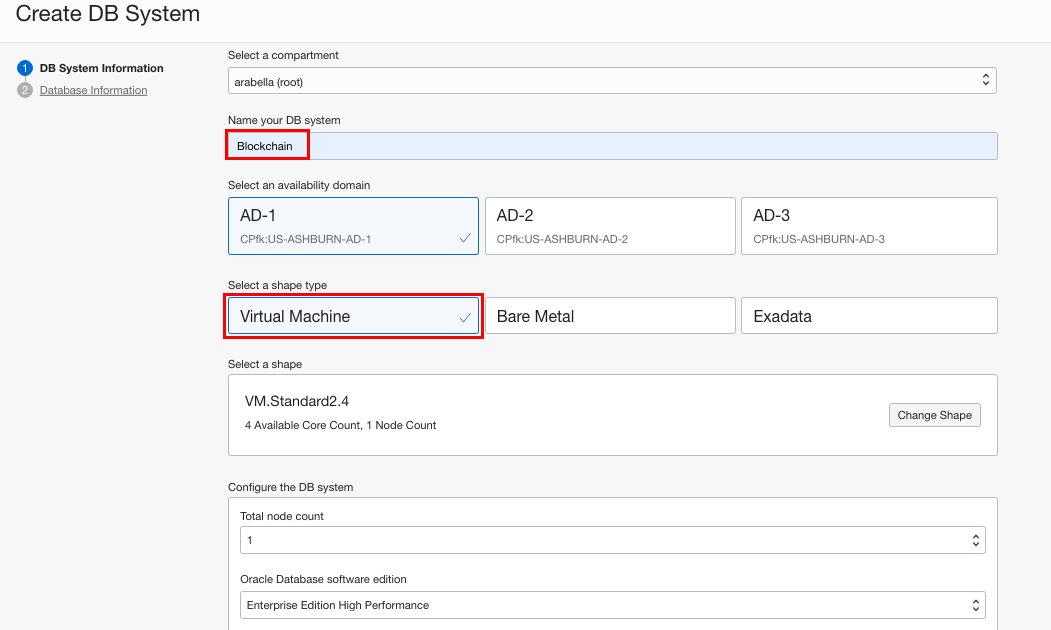 Create DB System
1 DB System Information
2 Database Information
Select a compartment
arabella (root)
Name your DB system
Blockchain
Select an availability domain
AD-1
CPfk:US-ASHBURN-AD-1
AD-2
CPfk:US-ASHBURN-AD-2
AD-3
CPfk:US-ASHBURN-AD-3
Select a shape type
Virtual Machine
Bare Metal
Exadata
Select a shape
VM.Standard2.4
4 Available Core Count, 1 Node Count
Change Shape
Configure the DB system
Total node count
1
Oracle Database software edition
Enterprise Edition High Performance